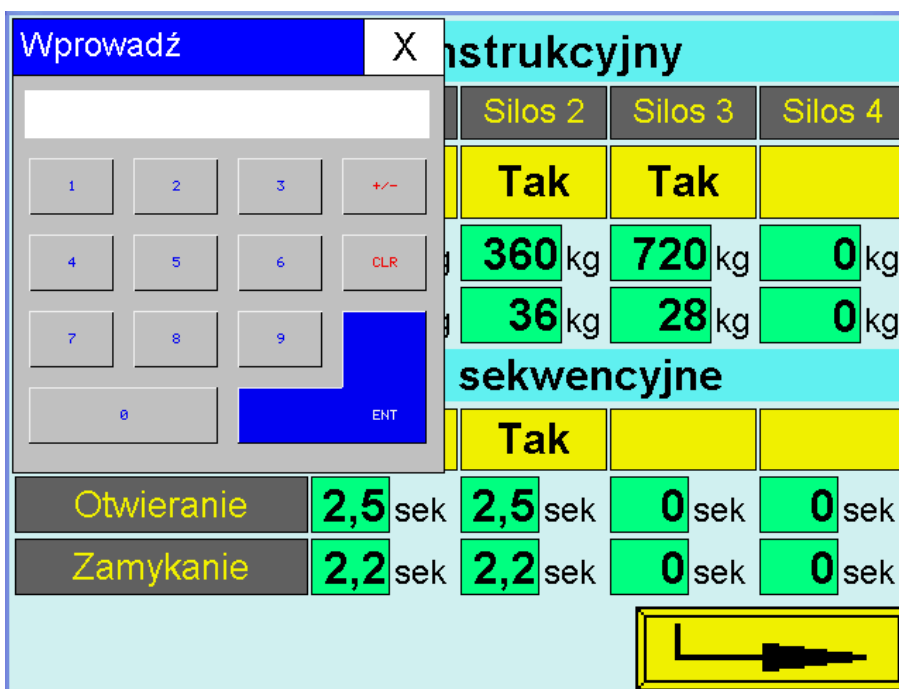 Wprowadź X
nstrukcyjny
Silos 2 Silos 3 Silos 4
1 2 3 +/-
Tak Tak
4 5 6 CLR
360 kg 720 kg 0 kg
36 kg 28 kg 0 kg
7 8 9
sekwencyjne
0 ENT
Tak
Otwieranie 2,5 sek 2,5 sek 0 sek 0 sek
Zamykanie 2,2 sek 2,2 sek 0 sek 0 sek